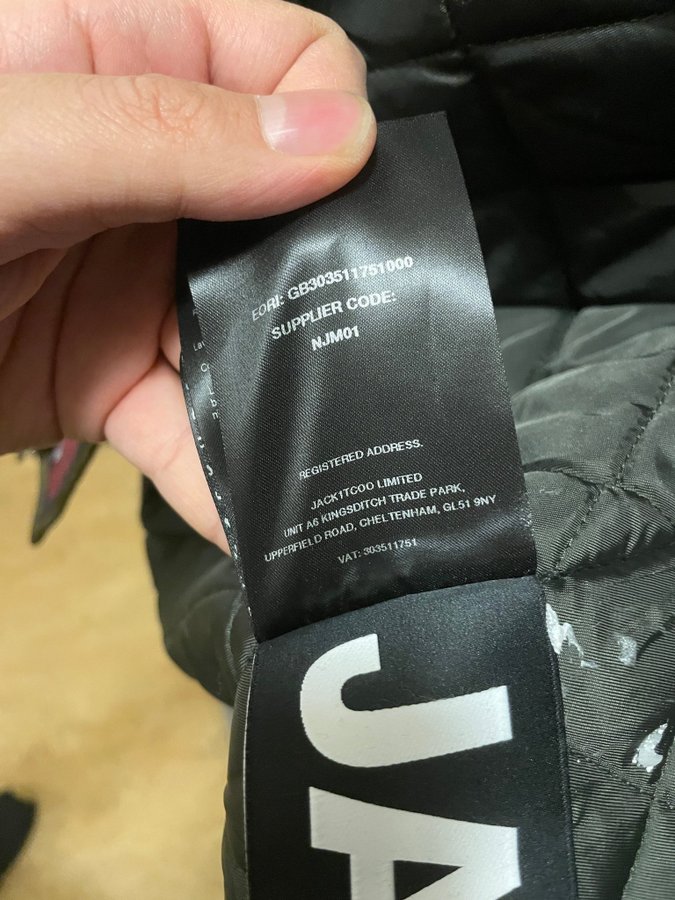 EORI: GB303511751000
SUPPLIER CODE:
NJM01
REGISTERED ADDRESS.
JACK1TCOO LIMITED
UNIT A6 KINGSDITCH TRADE PARK,
UPPERFIELD ROAD, CHELTENHAM, GL51 9NY
VAT: 303511751
JA